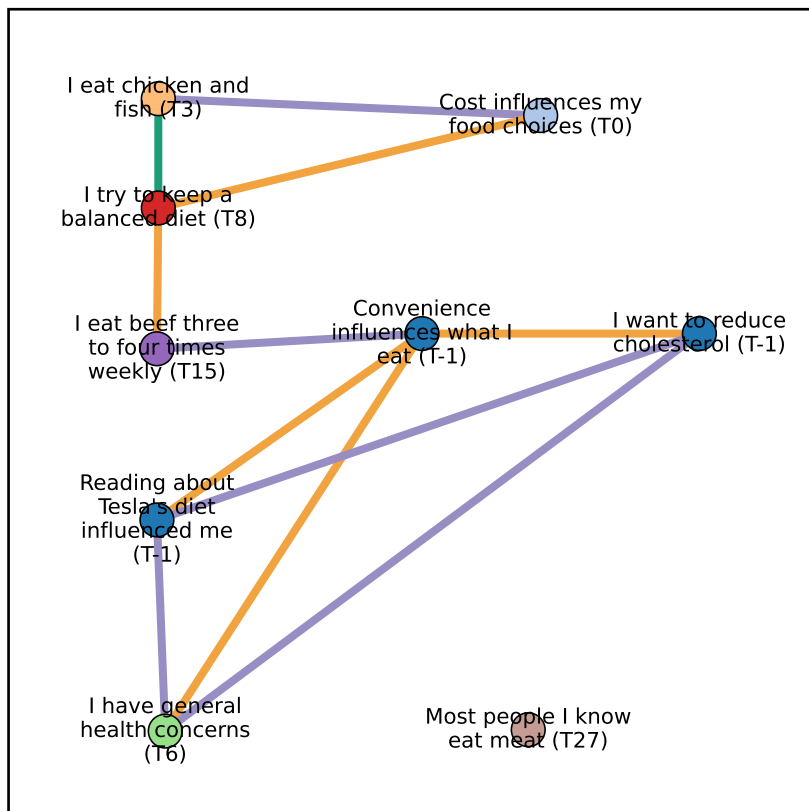 I eat chicken and
fish (T3)
Cost influences my
food choices (T0)
I try to keep a
balanced diet (T8)
I eat beef three
to four times
weekly (T15)
Convenience
influences what I
eat (T-1)
I want to reduce
cholesterol (T-1)
Reading about
Tesla's diet
influenced me
(T-1)
I have general
health concerns
(T6)
Most people I know
eat meat (T27)